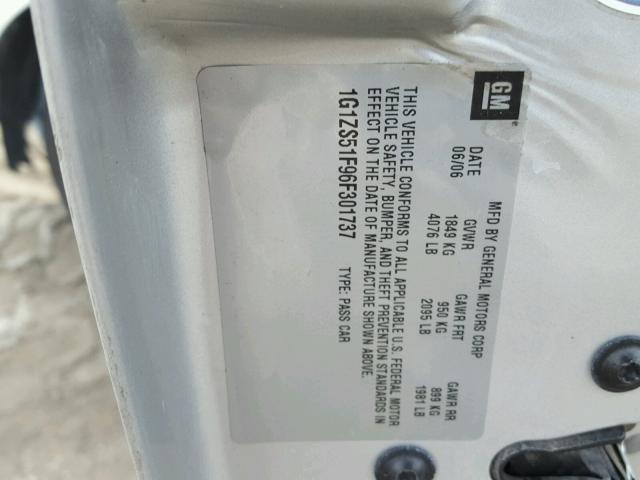 GM
MFD BY GENERAL MOTORS CORP
DATE GVWR GAWR FRT GAWR RR
06/06 1849 KG 950 KG 899 KG
4076 LB 2095 LB 1981 LB
THIS VEHICLE CONFORMS TO ALL APPLICABLE U.S. FEDERAL MOTOR
VEHICLE SAFETY, BUMPER, AND THEFT PREVENTION STANDARDS IN
EFFECT ON THE DATE OF MANUFACTURE SHOWN ABOVE.
1G1ZS51F96F301737 TYPE: PASS CAR